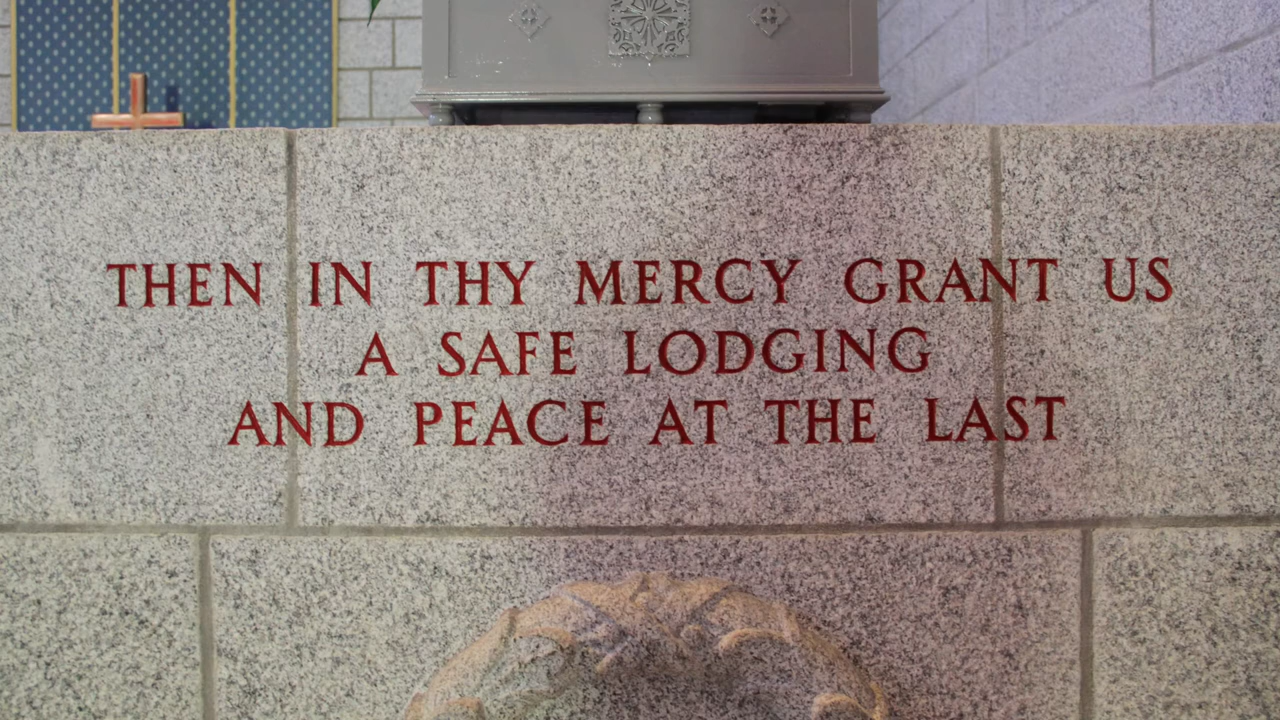 THEN IN THY MERCY GRANT US
A SAFE LODGING
AND PEACE AT THE LAST